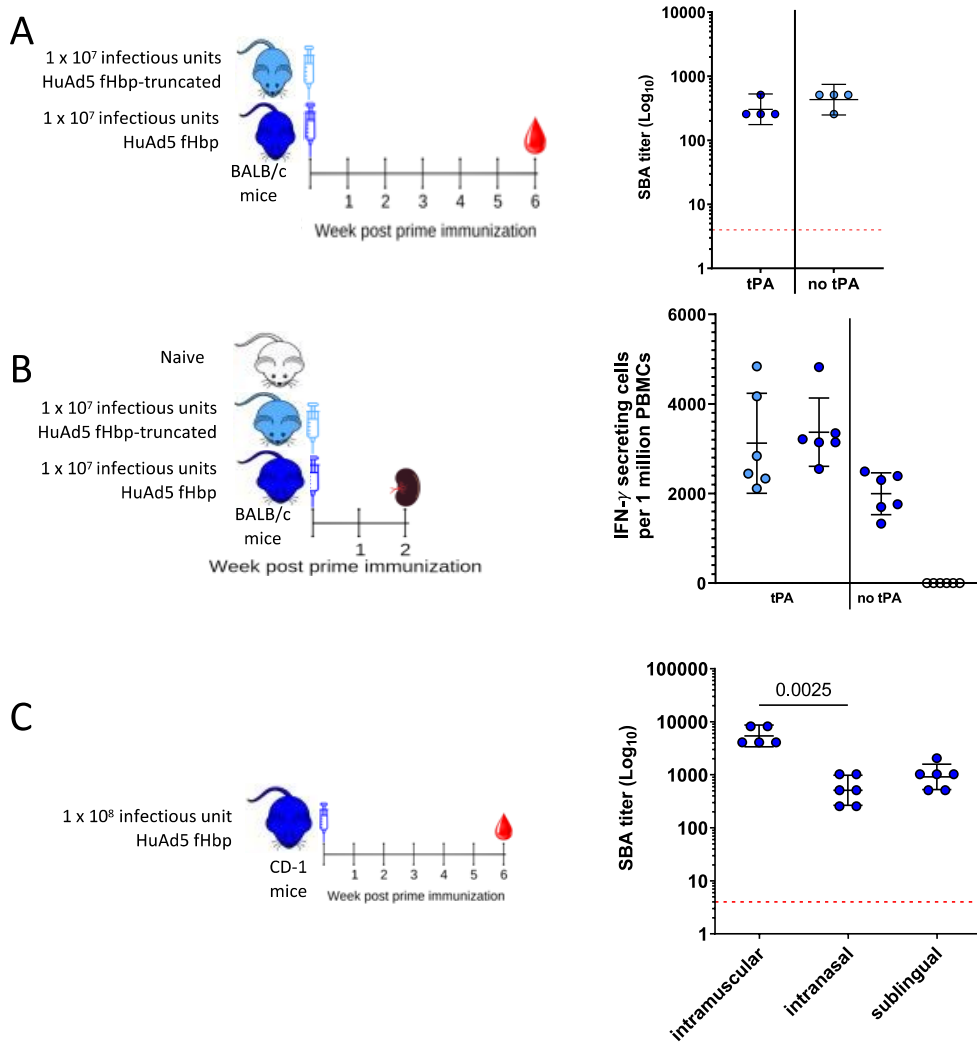 A
1 x 10⁷ infectious units
HuAd5 fHbp-truncated
1 x 10⁷ infectious units
HuAd5 fHbp
BALB/c
mice
1 2 3 4 5 6
Week post prime immunization
SBA titer (Log₁₀)
10000
1000
100
10
1
tPA no tPA
B
Naive
1 x 10⁷ infectious units
HuAd5 fHbp-truncated
1 x 10⁷ infectious units
HuAd5 fHbp
BALB/c
mice
1 2
Week post prime immunization
IFN-γ secreting cells
per 1 million PBMCs
6000
4000
2000
0
tPA no tPA
C
1 x 10⁸ infectious unit
HuAd5 fHbp
CD-1
mice
1 2 3 4 5 6
Week post prime immunization
SBA titer (Log₁₀)
100000
10000
1000
100
10
1
0.0025
intramuscular
intranasal
sublingual